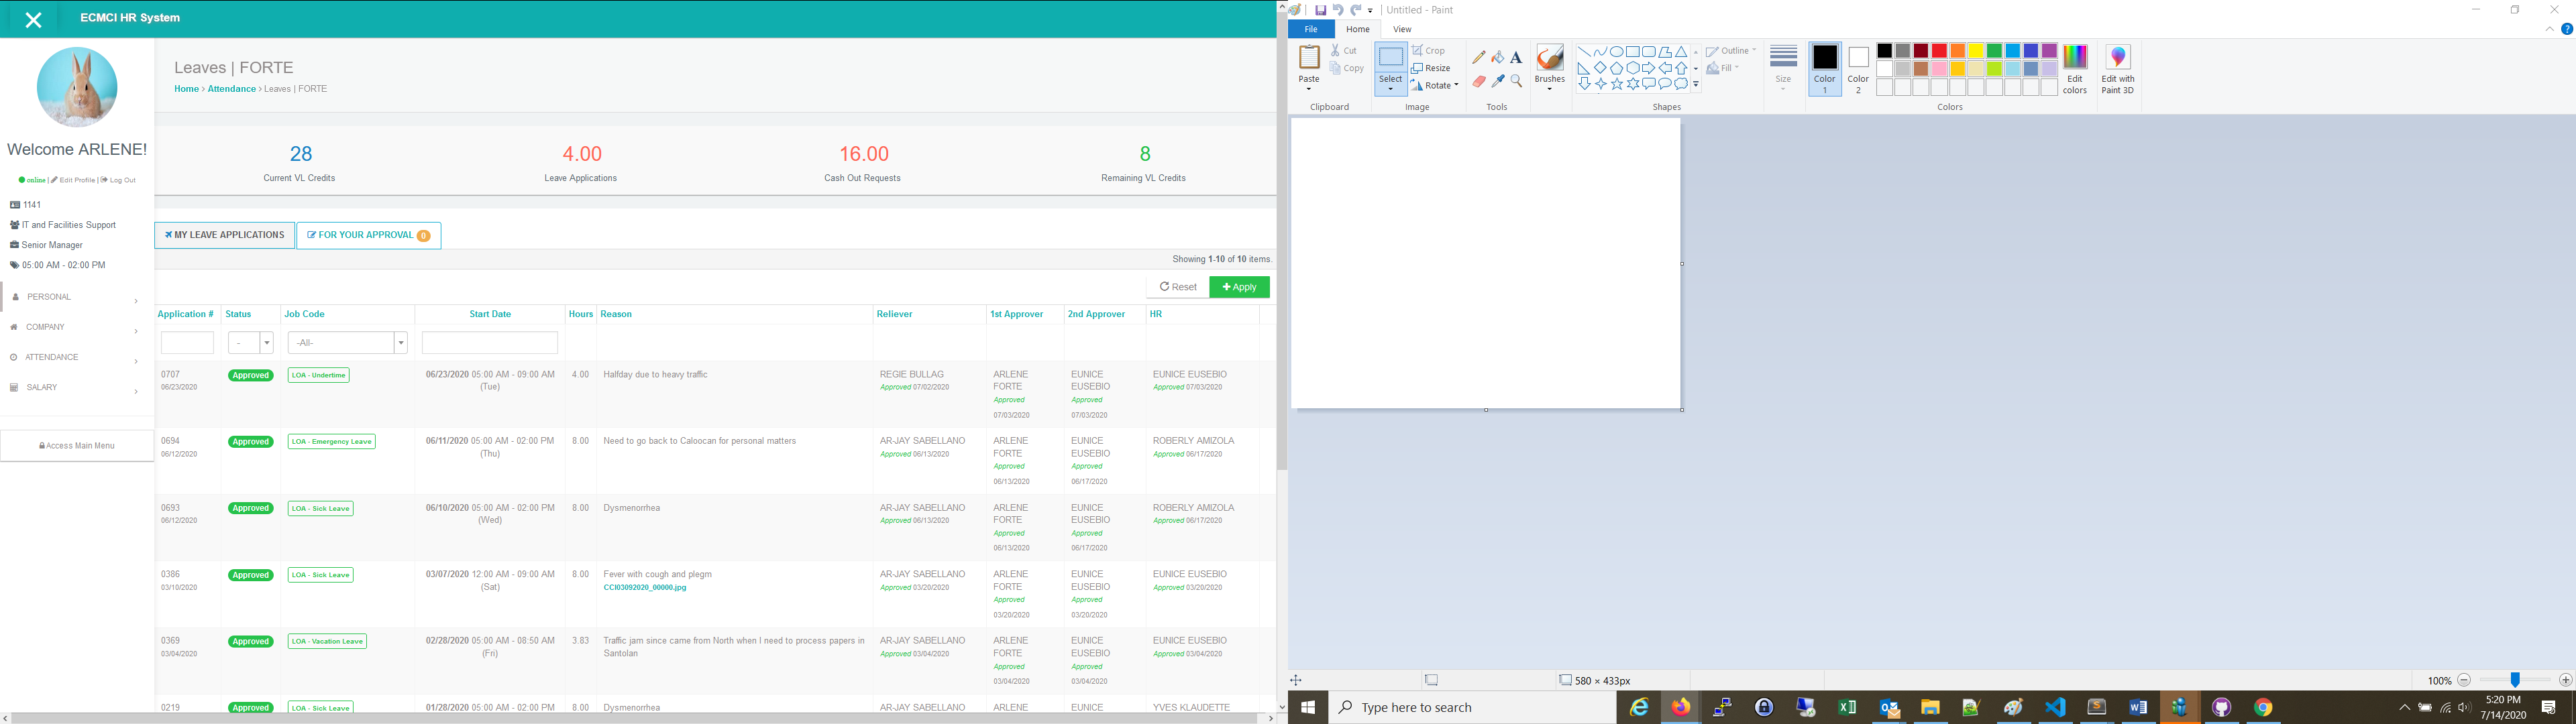 ECMCI HR System
Leaves | FORTE
Home › Attendance › Leaves | FORTE
Welcome ARLENE!
online | Edit Profile | Log Out
1141
IT and Facilities Support
Senior Manager
05:00 AM - 02:00 PM
PERSONAL
COMPANY
ATTENDANCE
SALARY
Access Main Menu
28
Current VL Credits
4.00
Leave Applications
16.00
Cash Out Requests
8
Remaining VL Credits
MY LEAVE APPLICATIONS
FOR YOUR APPROVAL 0
Showing 1-10 of 10 items.
Reset
Apply
Application # Status Job Code Start Date Hours Reason Reliever 1st Approver 2nd Approver HR
- -All-
0707 Approved LOA - Undertime 06/23/2020 05:00 AM - 09:00 AM 4.00 Halfday due to heavy traffic REGIE BULLAG ARLENE EUNICE EUNICE EUSEBIO
06/23/2020 (Tue) Approved 07/02/2020 FORTE EUSEBIO Approved 07/03/2020
Approved Approved
07/03/2020 07/03/2020
0694 Approved LOA - Emergency Leave 06/11/2020 05:00 AM - 02:00 PM 8.00 Need to go back to Caloocan for personal matters AR-JAY SABELLANO ARLENE EUNICE ROBERLY AMIZOLA
06/12/2020 (Thu) Approved 06/13/2020 FORTE EUSEBIO Approved 06/17/2020
Approved Approved
06/13/2020 06/17/2020
0693 Approved LOA - Sick Leave 06/10/2020 05:00 AM - 02:00 PM 8.00 Dysmenorrhea AR-JAY SABELLANO ARLENE EUNICE ROBERLY AMIZOLA
06/12/2020 (Wed) Approved 06/13/2020 FORTE EUSEBIO Approved 06/17/2020
Approved Approved
06/13/2020 06/17/2020
0386 Approved LOA - Sick Leave 03/07/2020 12:00 AM - 09:00 AM 8.00 Fever with cough and plegm AR-JAY SABELLANO ARLENE EUNICE EUNICE EUSEBIO
03/10/2020 (Sat) CCI03092020_00000.jpg Approved 03/20/2020 FORTE EUSEBIO Approved 03/20/2020
Approved Approved
03/20/2020 03/20/2020
0369 Approved LOA - Vacation Leave 02/28/2020 05:00 AM - 08:50 AM 3.83 Traffic jam since came from North when I need to process papers in AR-JAY SABELLANO ARLENE EUNICE EUNICE EUSEBIO
03/04/2020 (Fri) Santolan Approved 03/04/2020 FORTE EUSEBIO Approved 03/04/2020
Approved Approved
03/04/2020 03/04/2020
0219 Approved LOA - Sick Leave 01/28/2020 05:00 AM - 02:00 PM 8.00 Dysmenorrhea AR-JAY SABELLANO ARLENE EUNICE YVES KLAUDETTE
Untitled - Paint
File Home View
Paste
Cut
Copy
Clipboard
Select
Crop
Resize
Rotate
Image
A
Tools
Brushes
Outline
Fill
Shapes
Size
Color 1
Color 2
Edit colors
Colors
Edit with Paint 3D
580 × 433px
100%
Type here to search
5:20 PM
7/14/2020